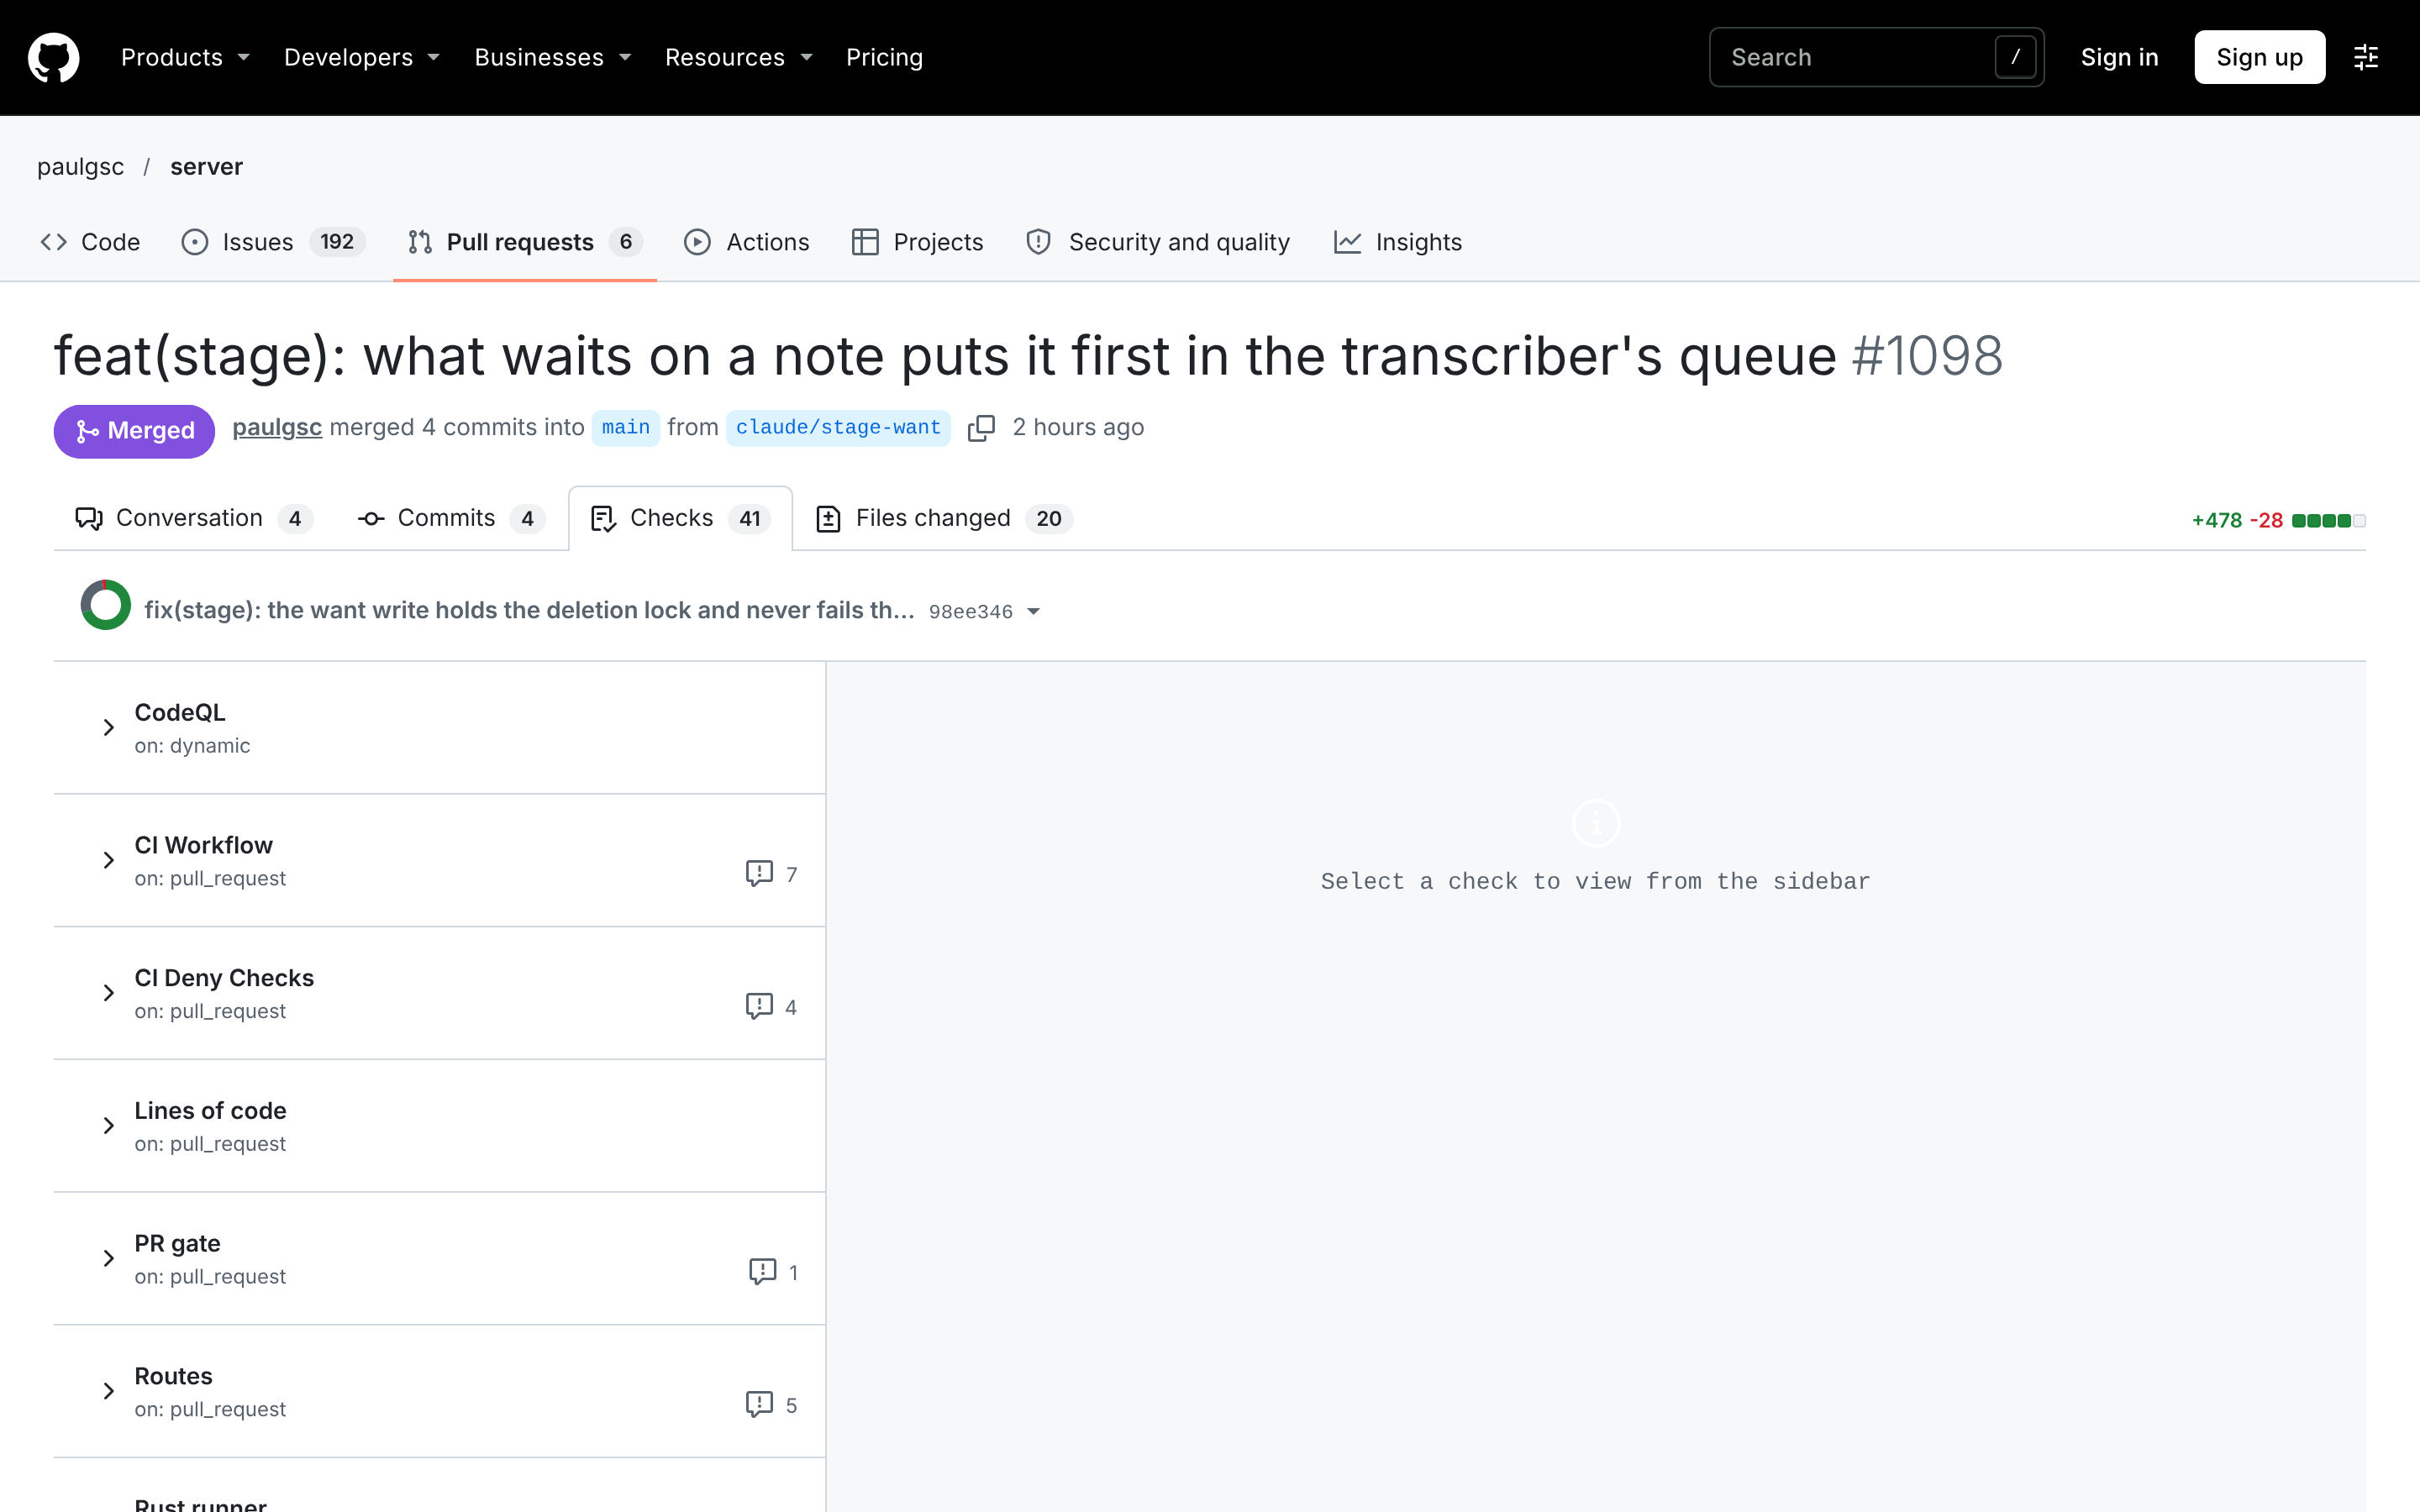 Products Developers Businesses Resources Pricing Search / Sign in Sign up
paulgsc / server
Code Issues 192 Pull requests 6 Actions Projects Security and quality Insights
feat(stage): what waits on a note puts it first in the transcriber's queue #1098
Merged paulgsc merged 4 commits into main from claude/stage-want 2 hours ago
Conversation 4 Commits 4 Checks 41 Files changed 20 +478 -28
fix(stage): the want write holds the deletion lock and never fails th... 98ee346
CodeQL
on: dynamic
CI Workflow
on: pull_request 7
Select a check to view from the sidebar
CI Deny Checks
on: pull_request 4
Lines of code
on: pull_request
PR gate
on: pull_request 1
Routes
on: pull_request 5
Rust runner